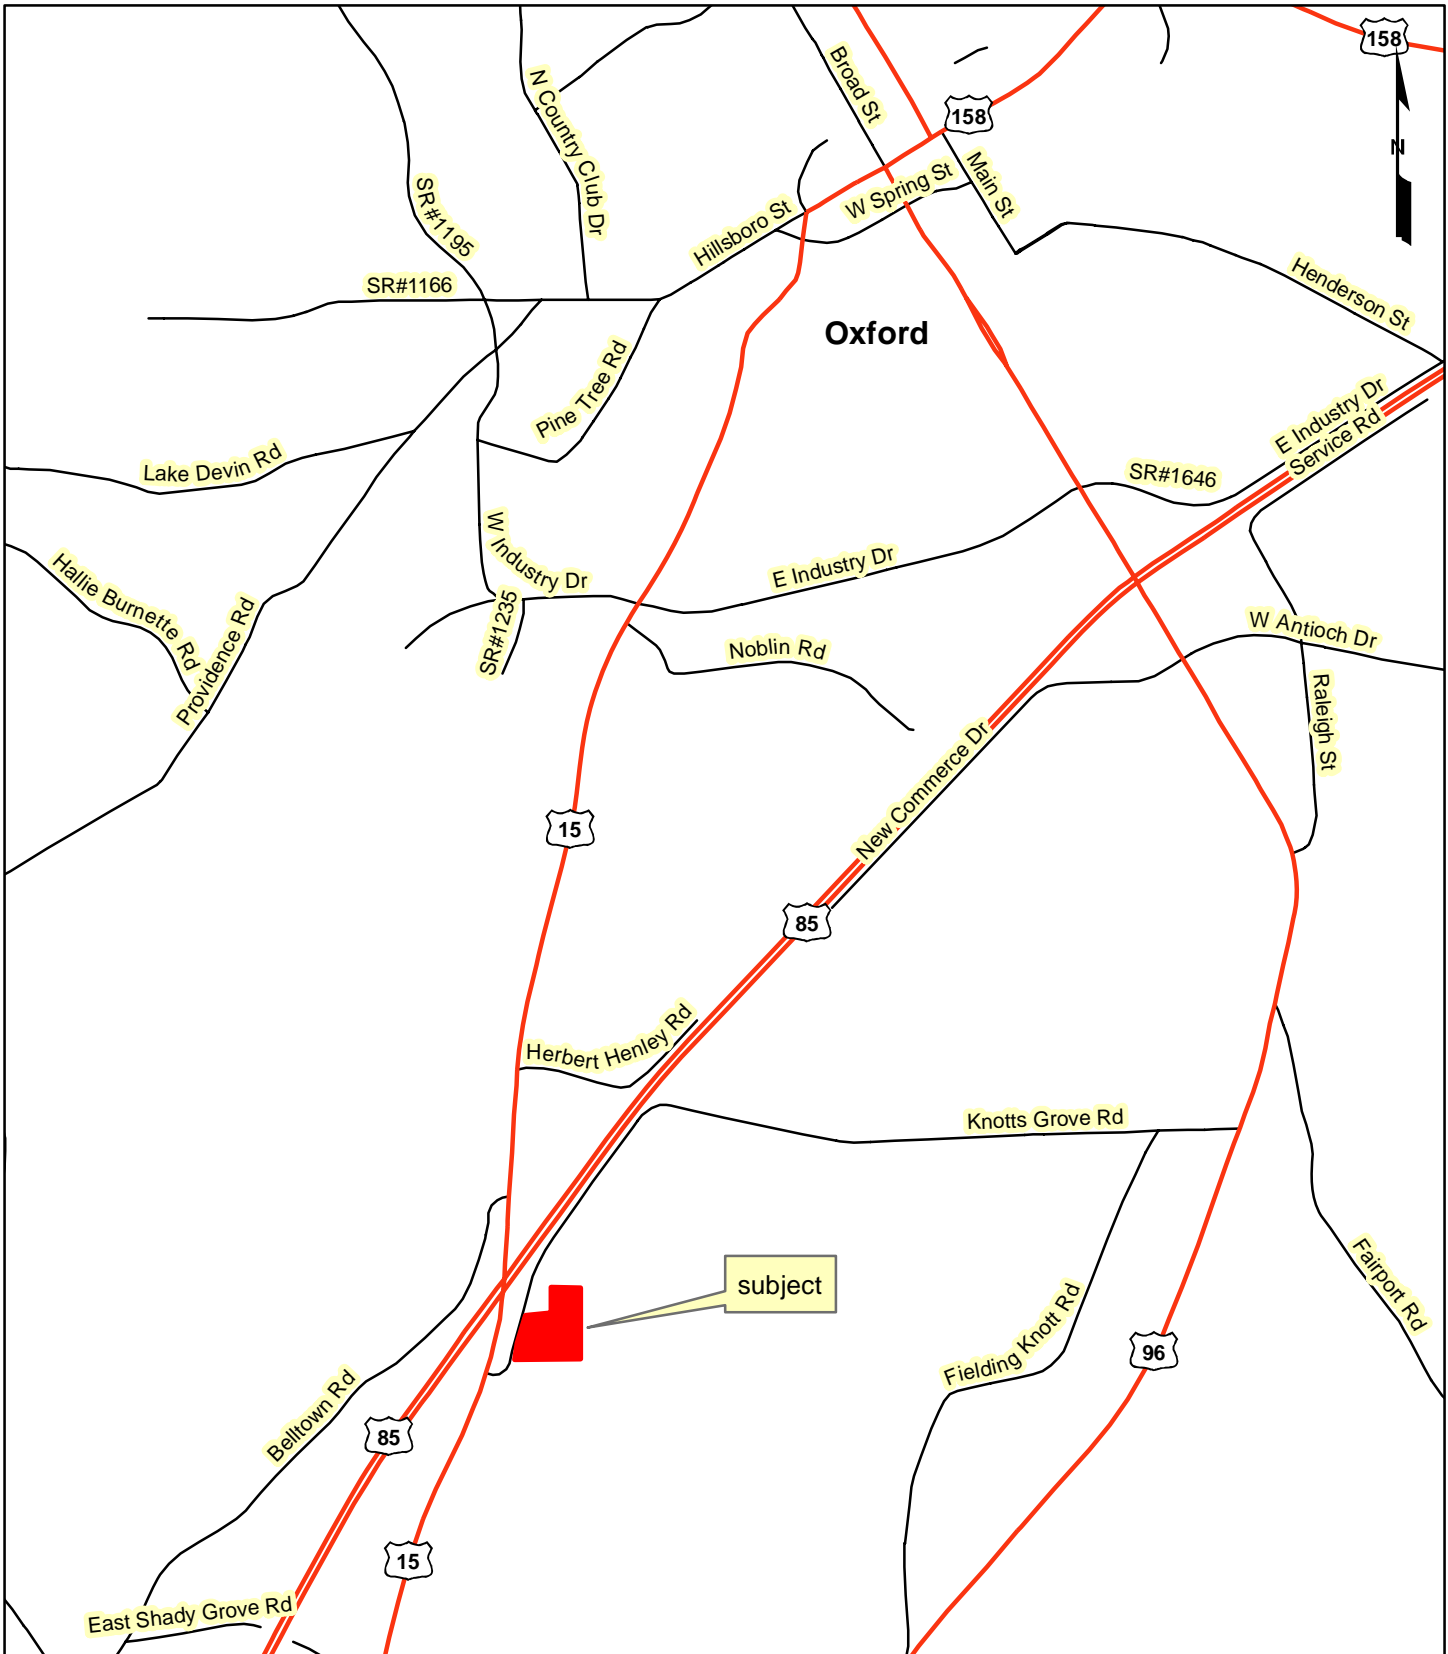 158
Broad St
N Country Club Dr
158
N
Main St
W Spring St
SR#1195
Hillsboro St
SR#1166
Henderson St
Oxford
Pine Tree Rd
E Industry Dr
Service Rd
Lake Devin Rd
SR#1646
W Industry Dr
E Industry Dr
Hallie Burnette Rd
SR#1235
Providence Rd
Noblin Rd
W Antioch Dr
Raleigh St
New Commerce Dr
15
85
Herbert Henley Rd
Knotts Grove Rd
subject
Fairport Rd
Fielding Knott Rd
96
Belltown Rd
85
15
East Shady Grove Rd